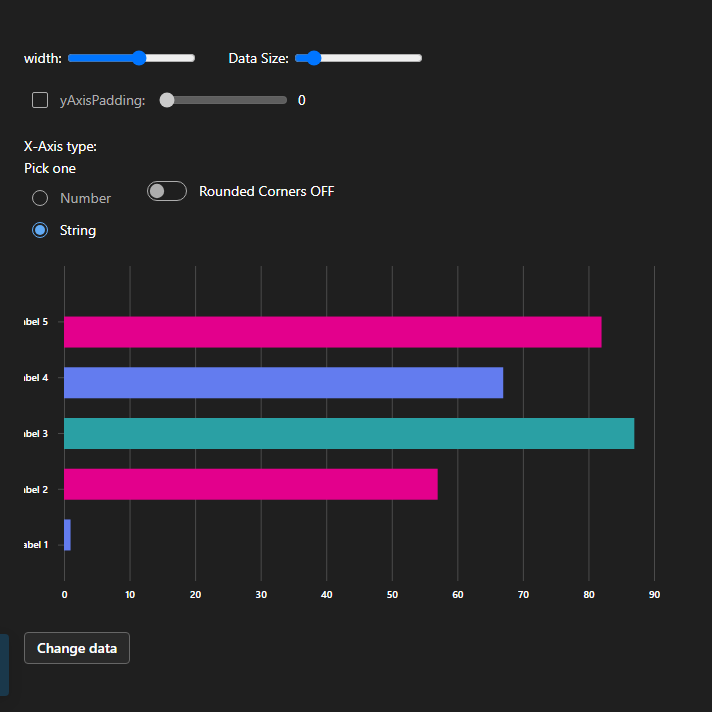 width: Data Size:
yAxisPadding: 0
X-Axis type:
Pick one
Number
Rounded Corners OFF
String
abel 5
abel 4
abel 3
abel 2
abel 1
0 10 20 30 40 50 60 70 80 90
Change data